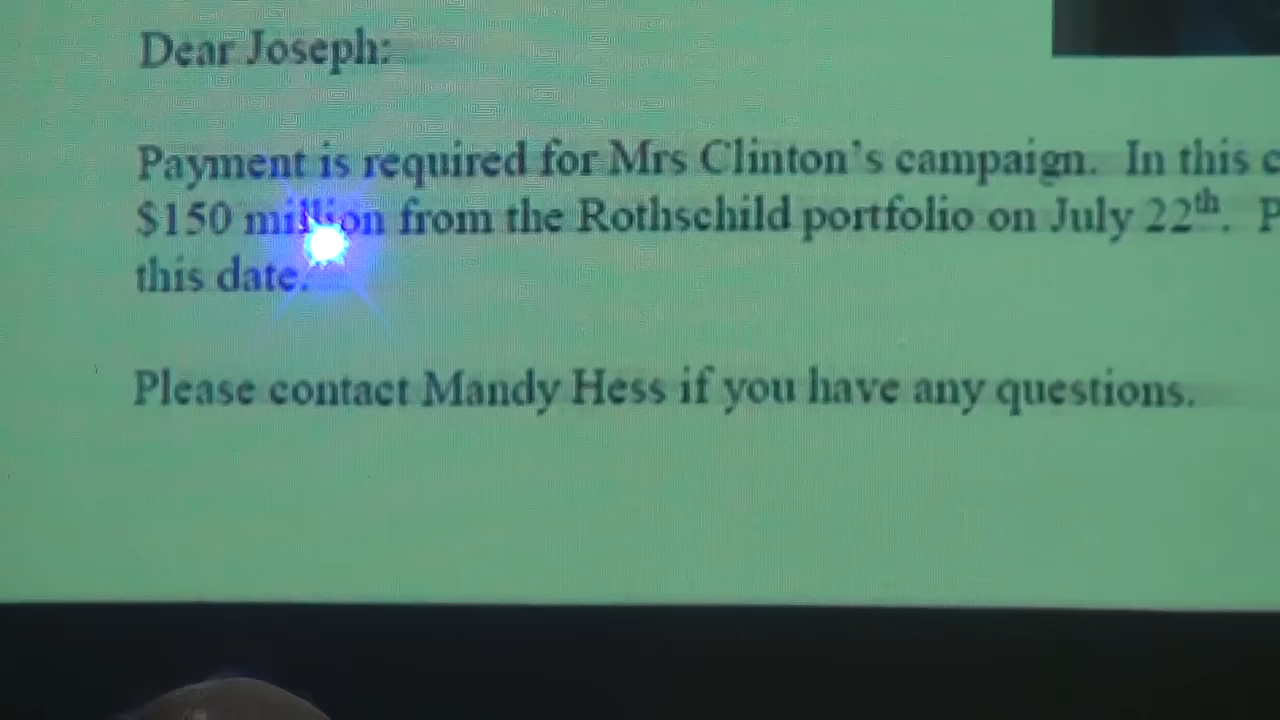 Dear Joseph:
Payment is required for Mrs Clinton's campaign. In this
$150 million from the Rothschild portfolio on July 22th.
this date.
Please contact Mandy Hess if you have any questions.